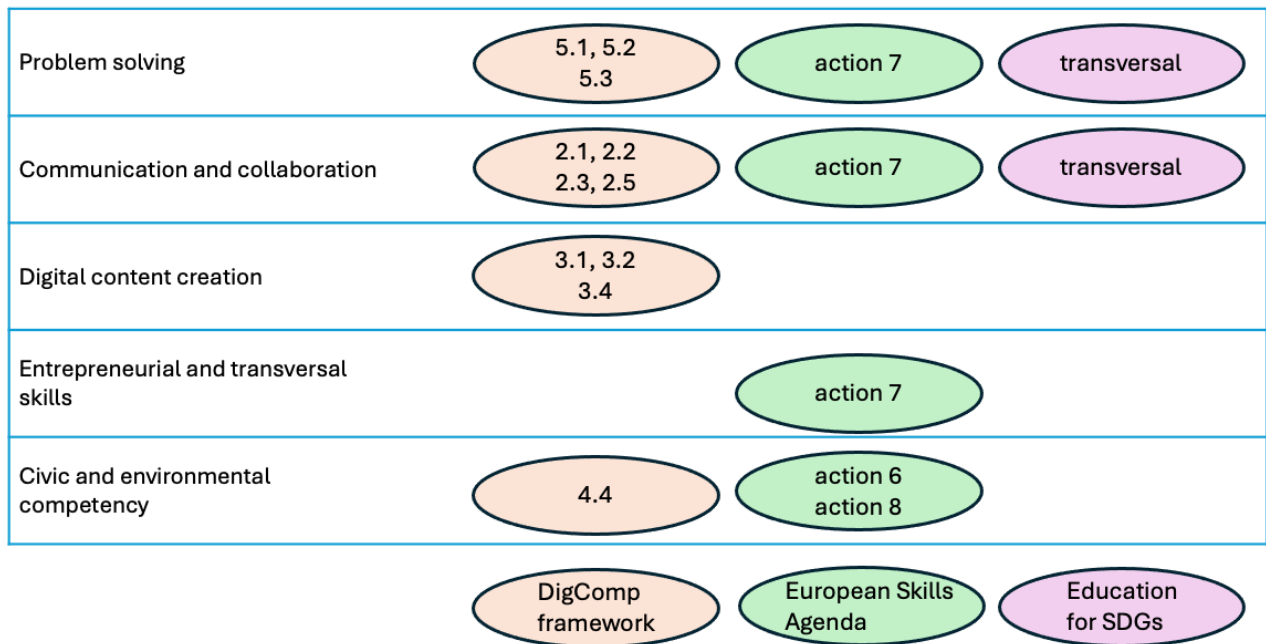 Problem solving
5.1, 5.2
5.3
action 7
transversal
Communication and collaboration
2.1, 2.2
2.3, 2.5
action 7
transversal
Digital content creation
3.1, 3.2
3.4
Entrepreneurial and transversal
skills
action 7
Civic and environmental
competency
4.4
action 6
action 8
DigComp
framework
European Skills
Agenda
Education
for SDGs